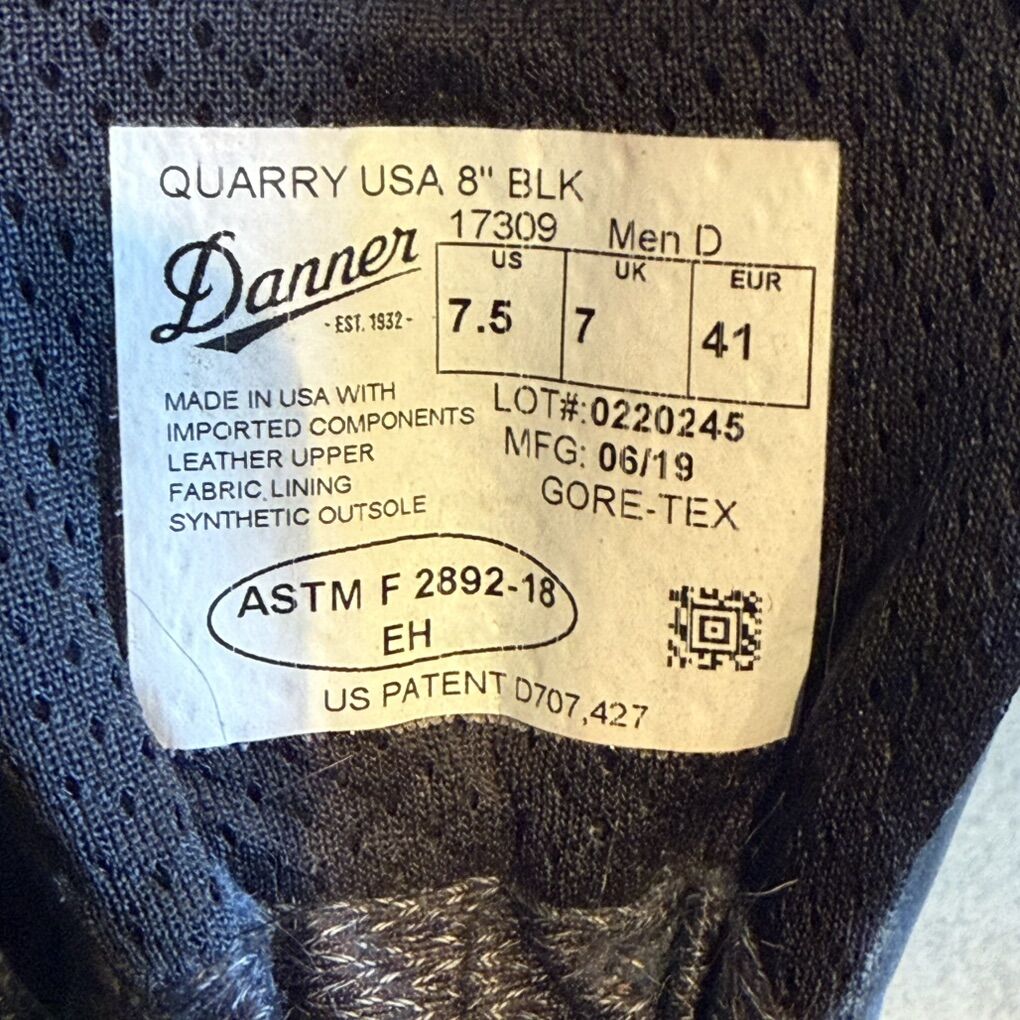 QUARRY USA 8" BLK
17309 Men D
Danner
- EST. 1932 -
US UK EUR
7.5 7 41
MADE IN USA WITH
IMPORTED COMPONENTS
LEATHER UPPER
FABRIC LINING
SYNTHETIC OUTSOLE
LOT#:0220245
MFG: 06/19
GORE-TEX
ASTM F 2892-18
EH
US PATENT D707,427